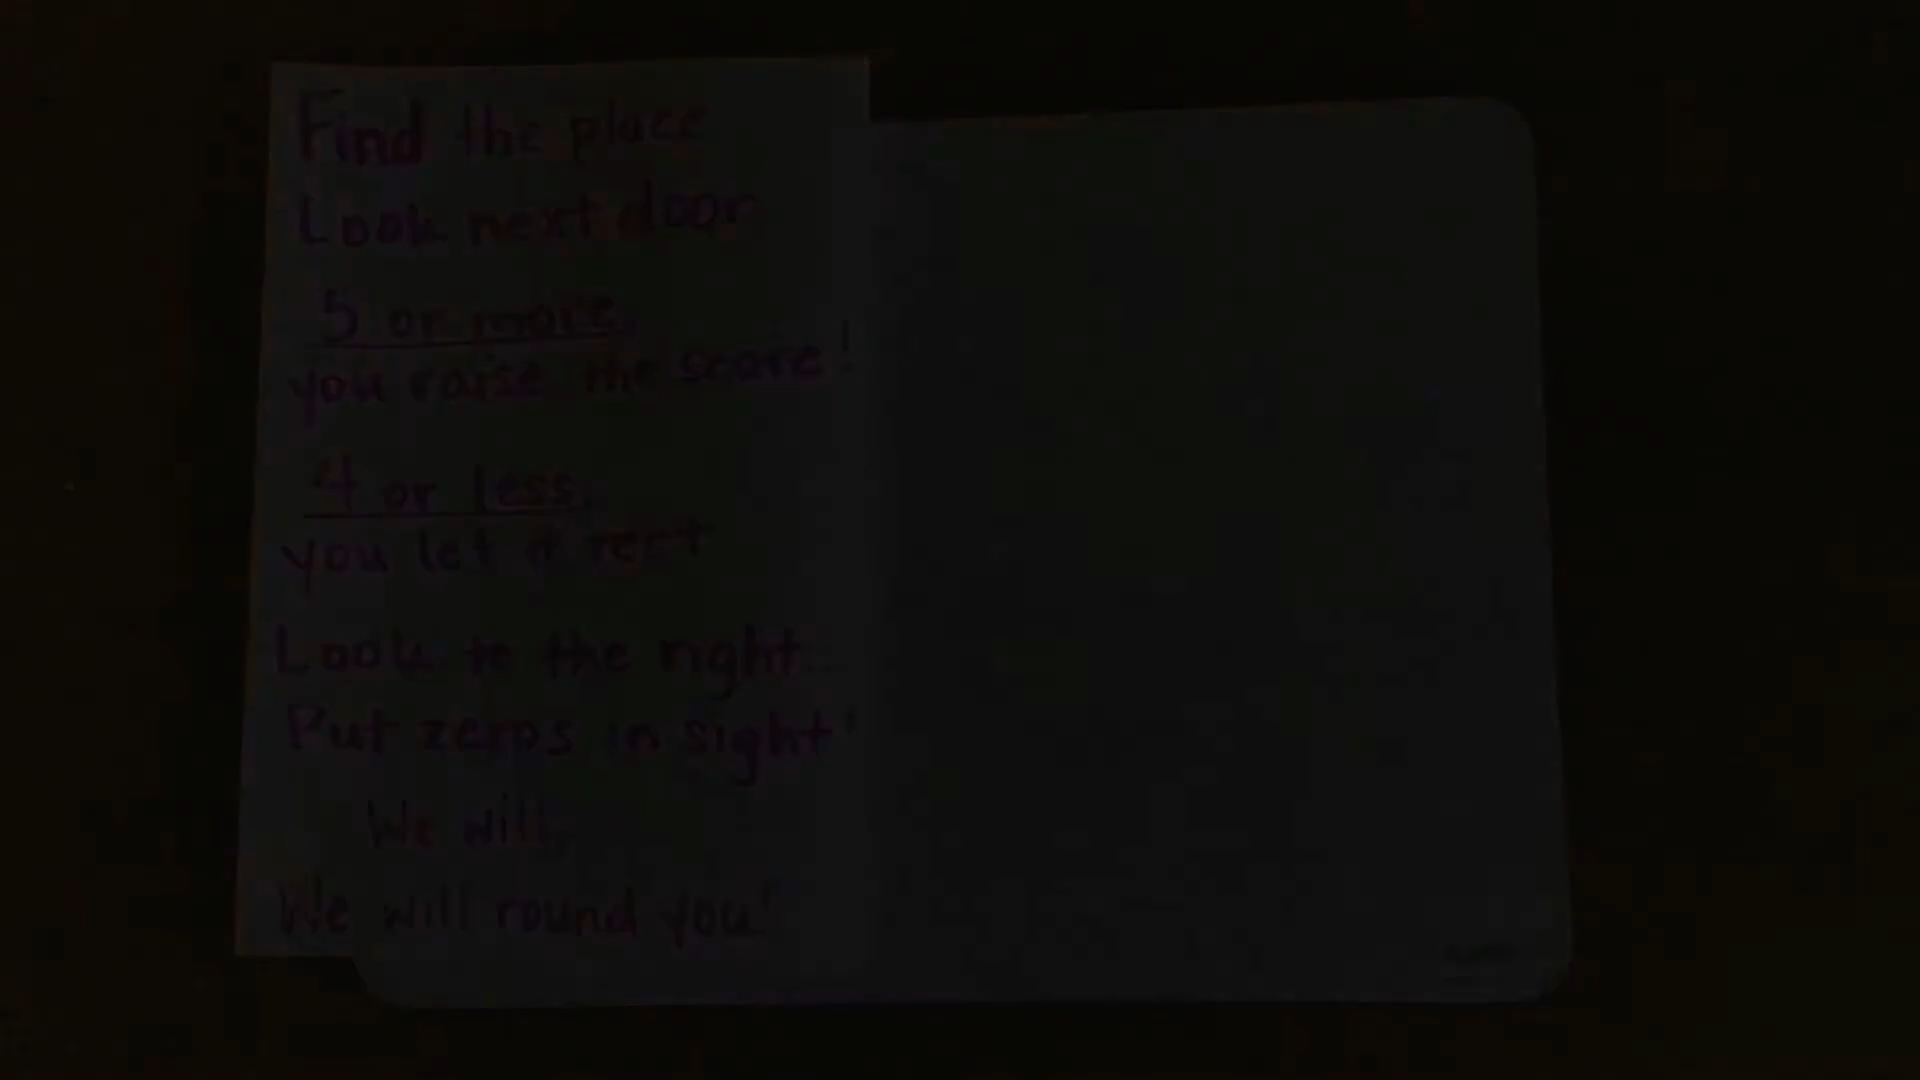 Find the place
Look next door
5 or more,
you raise the score!
4 or less,
you let it rest
Look to the right
Put zeros in sight!
We will,
We will round you!